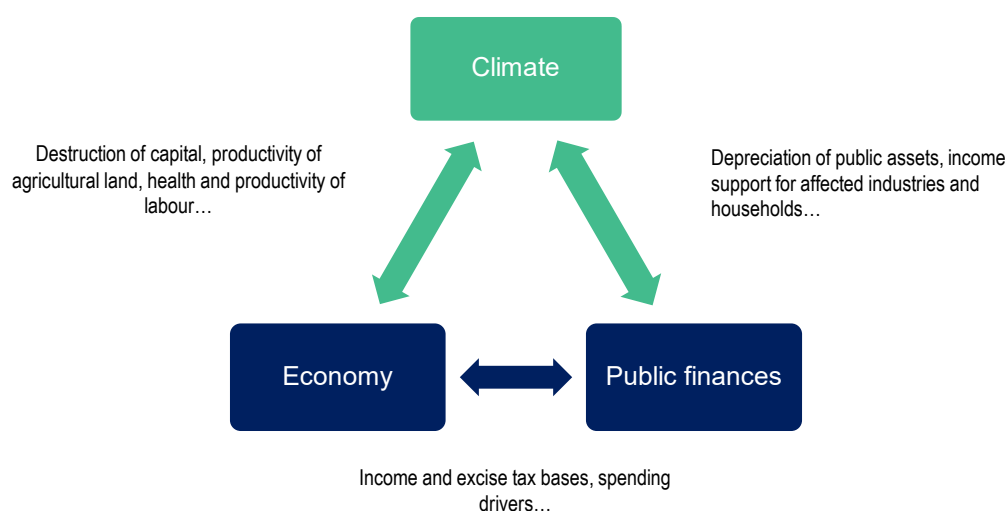 Climate
Destruction of capital, productivity of
agricultural land, health and productivity of
labour…
Depreciation of public assets, income
support for affected industries and
households…
Economy
Public finances
Income and excise tax bases, spending
drivers…